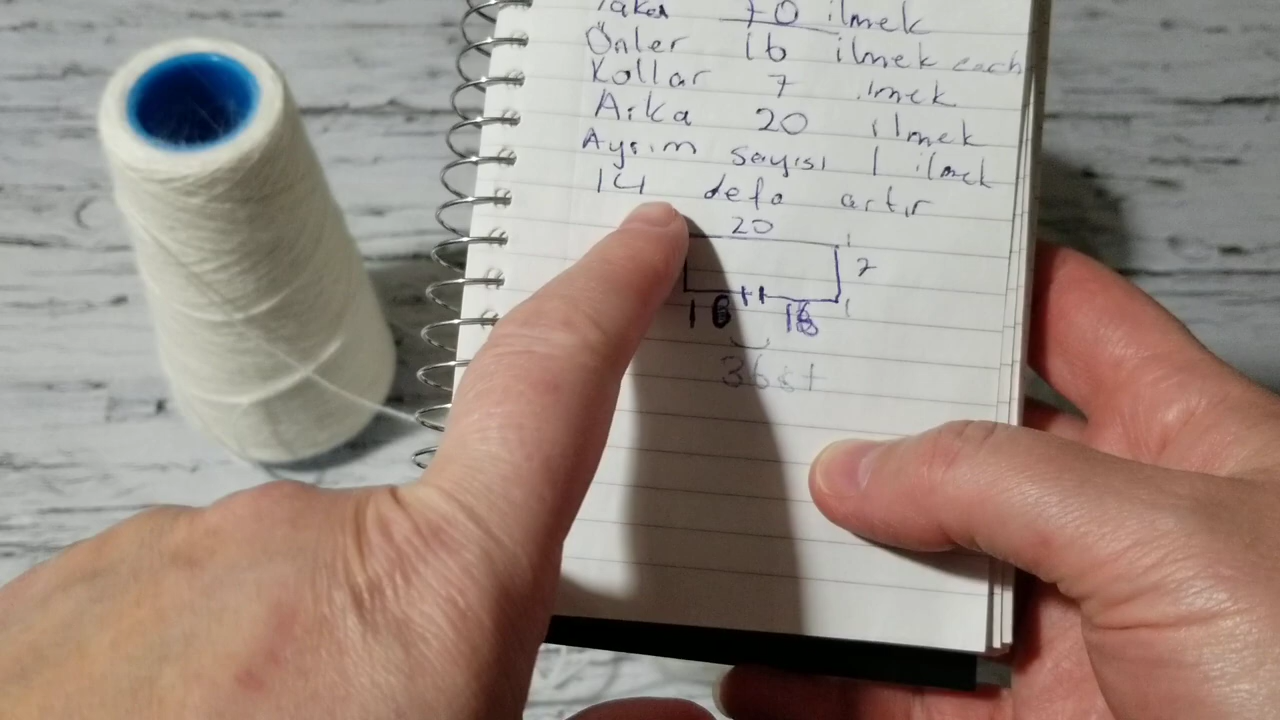 Yaka 70 ilmek
Önler 16 ilmek each
Kollar 7 ilmek
Arka 20 ilmek
Ayrım sayısı 1 ilmek
14 defa artır
20
7
16 16
36st